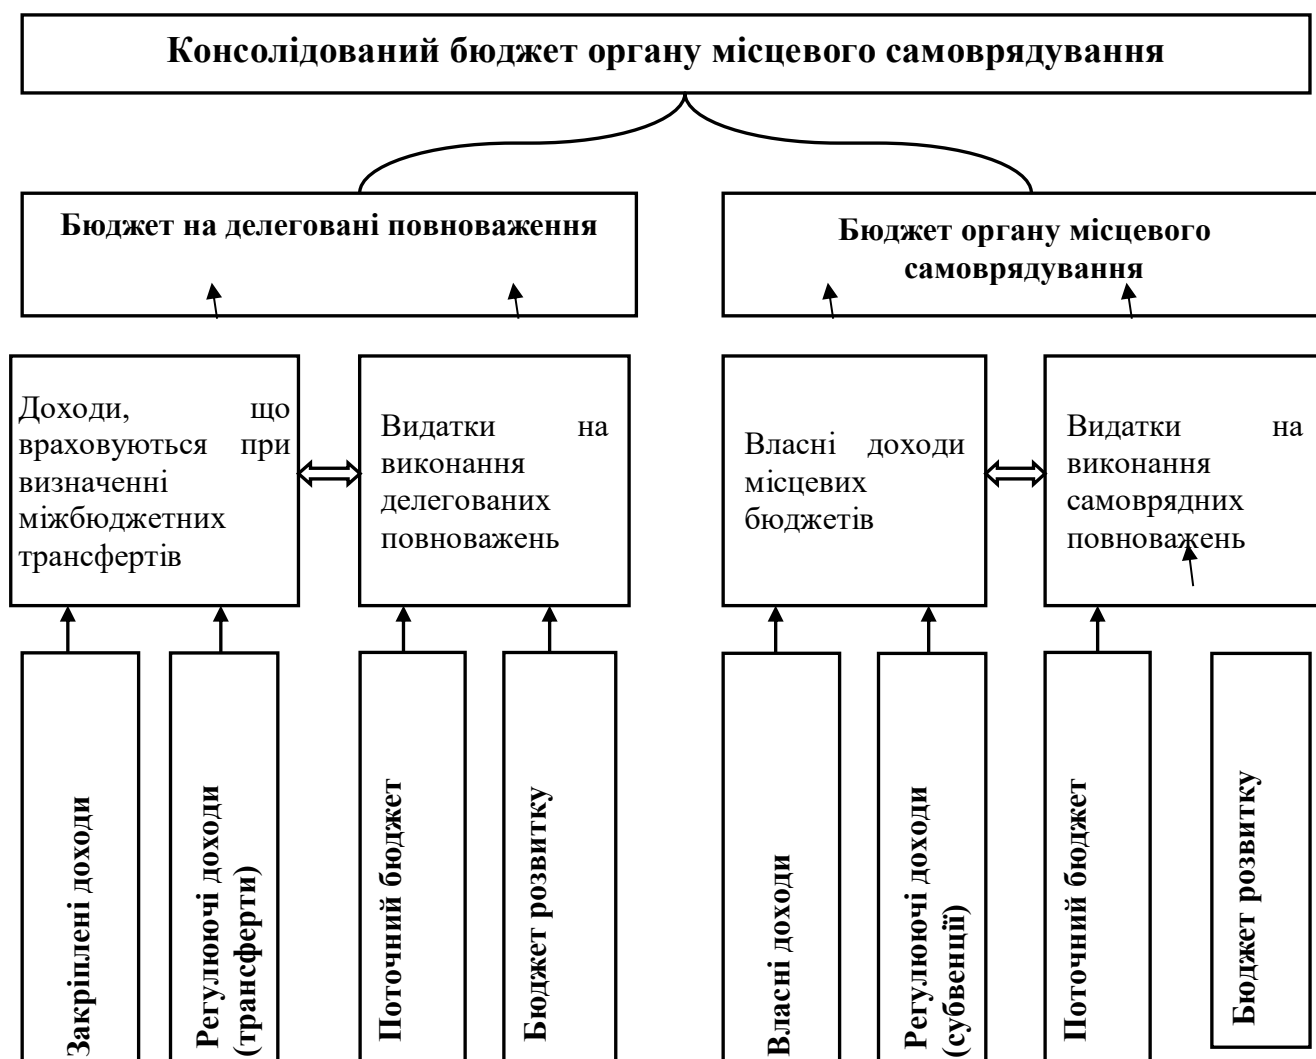 Консолідований бюджет органу місцевого самоврядування
Бюджет на делеговані повноваження
Бюджет органу місцевого
самоврядування
Доходи, що
враховуються при
визначенні
міжбюджетних
трансфертів
Видатки на
виконання
делегованих
повноважень
Власні доходи
місцевих
бюджетів
Видатки на
виконання
самоврядних
повноважень
Закріплені доходи
Регулюючі доходи
(трансферти)
Поточний бюджет
Бюджет розвитку
Власні доходи
Регулюючі доходи
(субвенції)
Поточний бюджет
Бюджет розвитку